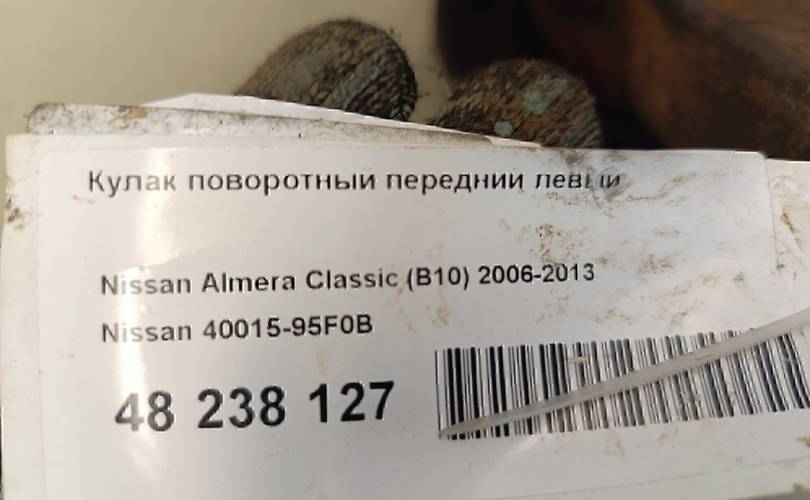 Кулак поворотный передний левый
Nissan Almera Classic (B10) 2006-2013
Nissan 40015-95F0B
48 238 127